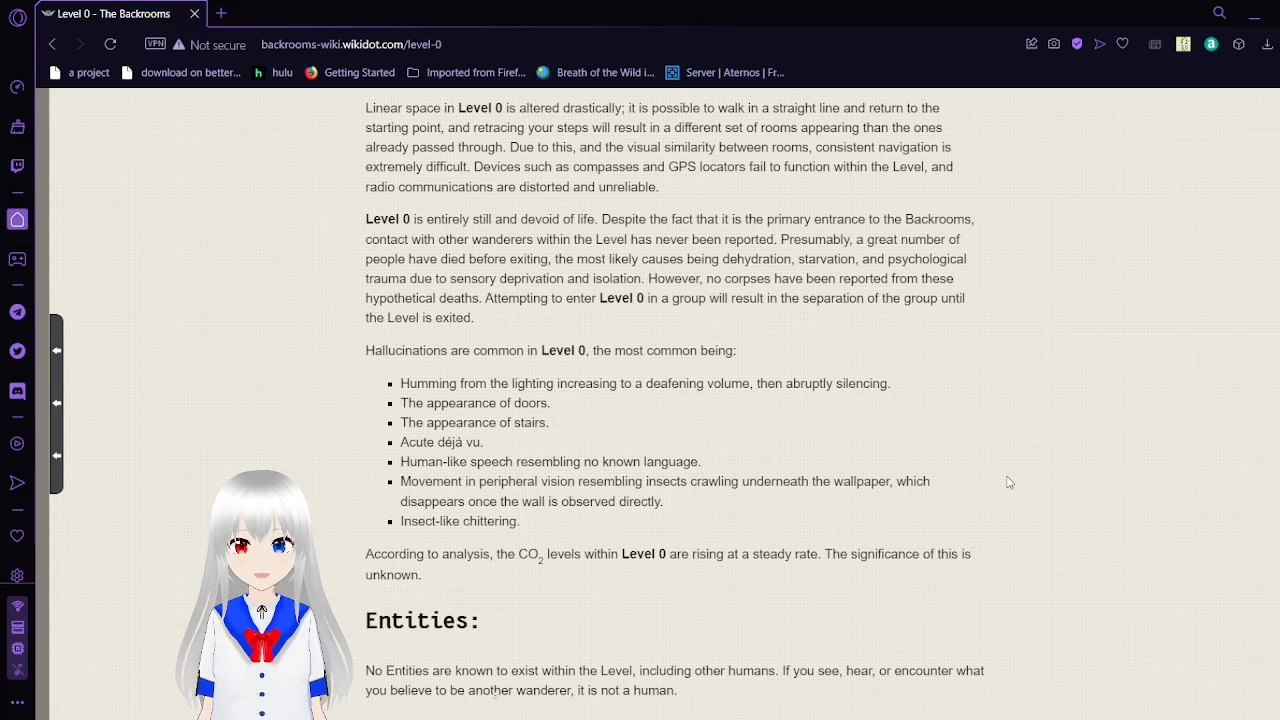 Level 0 - The Backrooms
VPN Not secure backrooms-wiki.wikidot.com/level-0
a project download on better... hulu Getting Started Imported from Firef... Breath of the Wild i... Server | Aternos | Fr...
Linear space in Level 0 is altered drastically; it is possible to walk in a straight line and return to the
starting point, and retracing your steps will result in a different set of rooms appearing than the ones
already passed through. Due to this, and the visual similarity between rooms, consistent navigation is
extremely difficult. Devices such as compasses and GPS locators fail to function within the Level, and
radio communications are distorted and unreliable.
Level 0 is entirely still and devoid of life. Despite the fact that it is the primary entrance to the Backrooms,
contact with other wanderers within the Level has never been reported. Presumably, a great number of
people have died before exiting, the most likely causes being dehydration, starvation, and psychological
trauma due to sensory deprivation and isolation. However, no corpses have been reported from these
hypothetical deaths. Attempting to enter Level 0 in a group will result in the separation of the group until
the Level is exited.
Hallucinations are common in Level 0, the most common being:
Humming from the lighting increasing to a deafening volume, then abruptly silencing.
The appearance of doors.
The appearance of stairs.
Acute déjá vu.
Human-like speech resembling no known language.
Movement in peripheral vision resembling insects crawling underneath the wallpaper, which
disappears once the wall is observed directly.
Insect-like chittering.
According to analysis, the CO2 levels within Level 0 are rising at a steady rate. The significance of this is
unknown.
Entities:
No Entities are known to exist within the Level, including other humans. If you see, hear, or encounter what
you believe to be another wanderer, it is not a human.